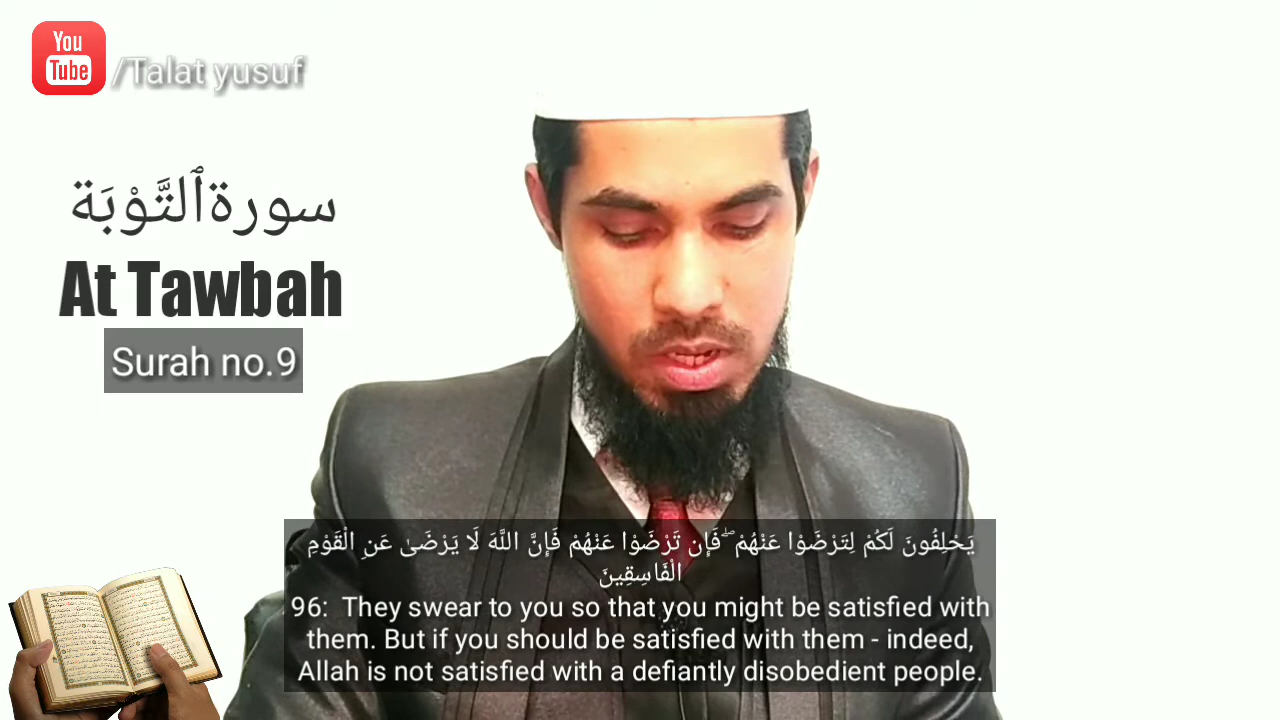 You
Tube
/Talat yusuf
سورة ٱلتَّوْبَة
At Tawbah
Surah no.9
يَحْلِفُونَ لَكُمْ لِتَرْضَوْا عَنْهُمْ ۖ فَإِن تَرْضَوْا عَنْهُمْ فَإِنَّ اللَّهَ لَا يَرْضَىٰ عَنِ الْقَوْمِ
الْفَاسِقِينَ
96: They swear to you so that you might be satisfied with
them. But if you should be satisfied with them - indeed,
Allah is not satisfied with a defiantly disobedient people.